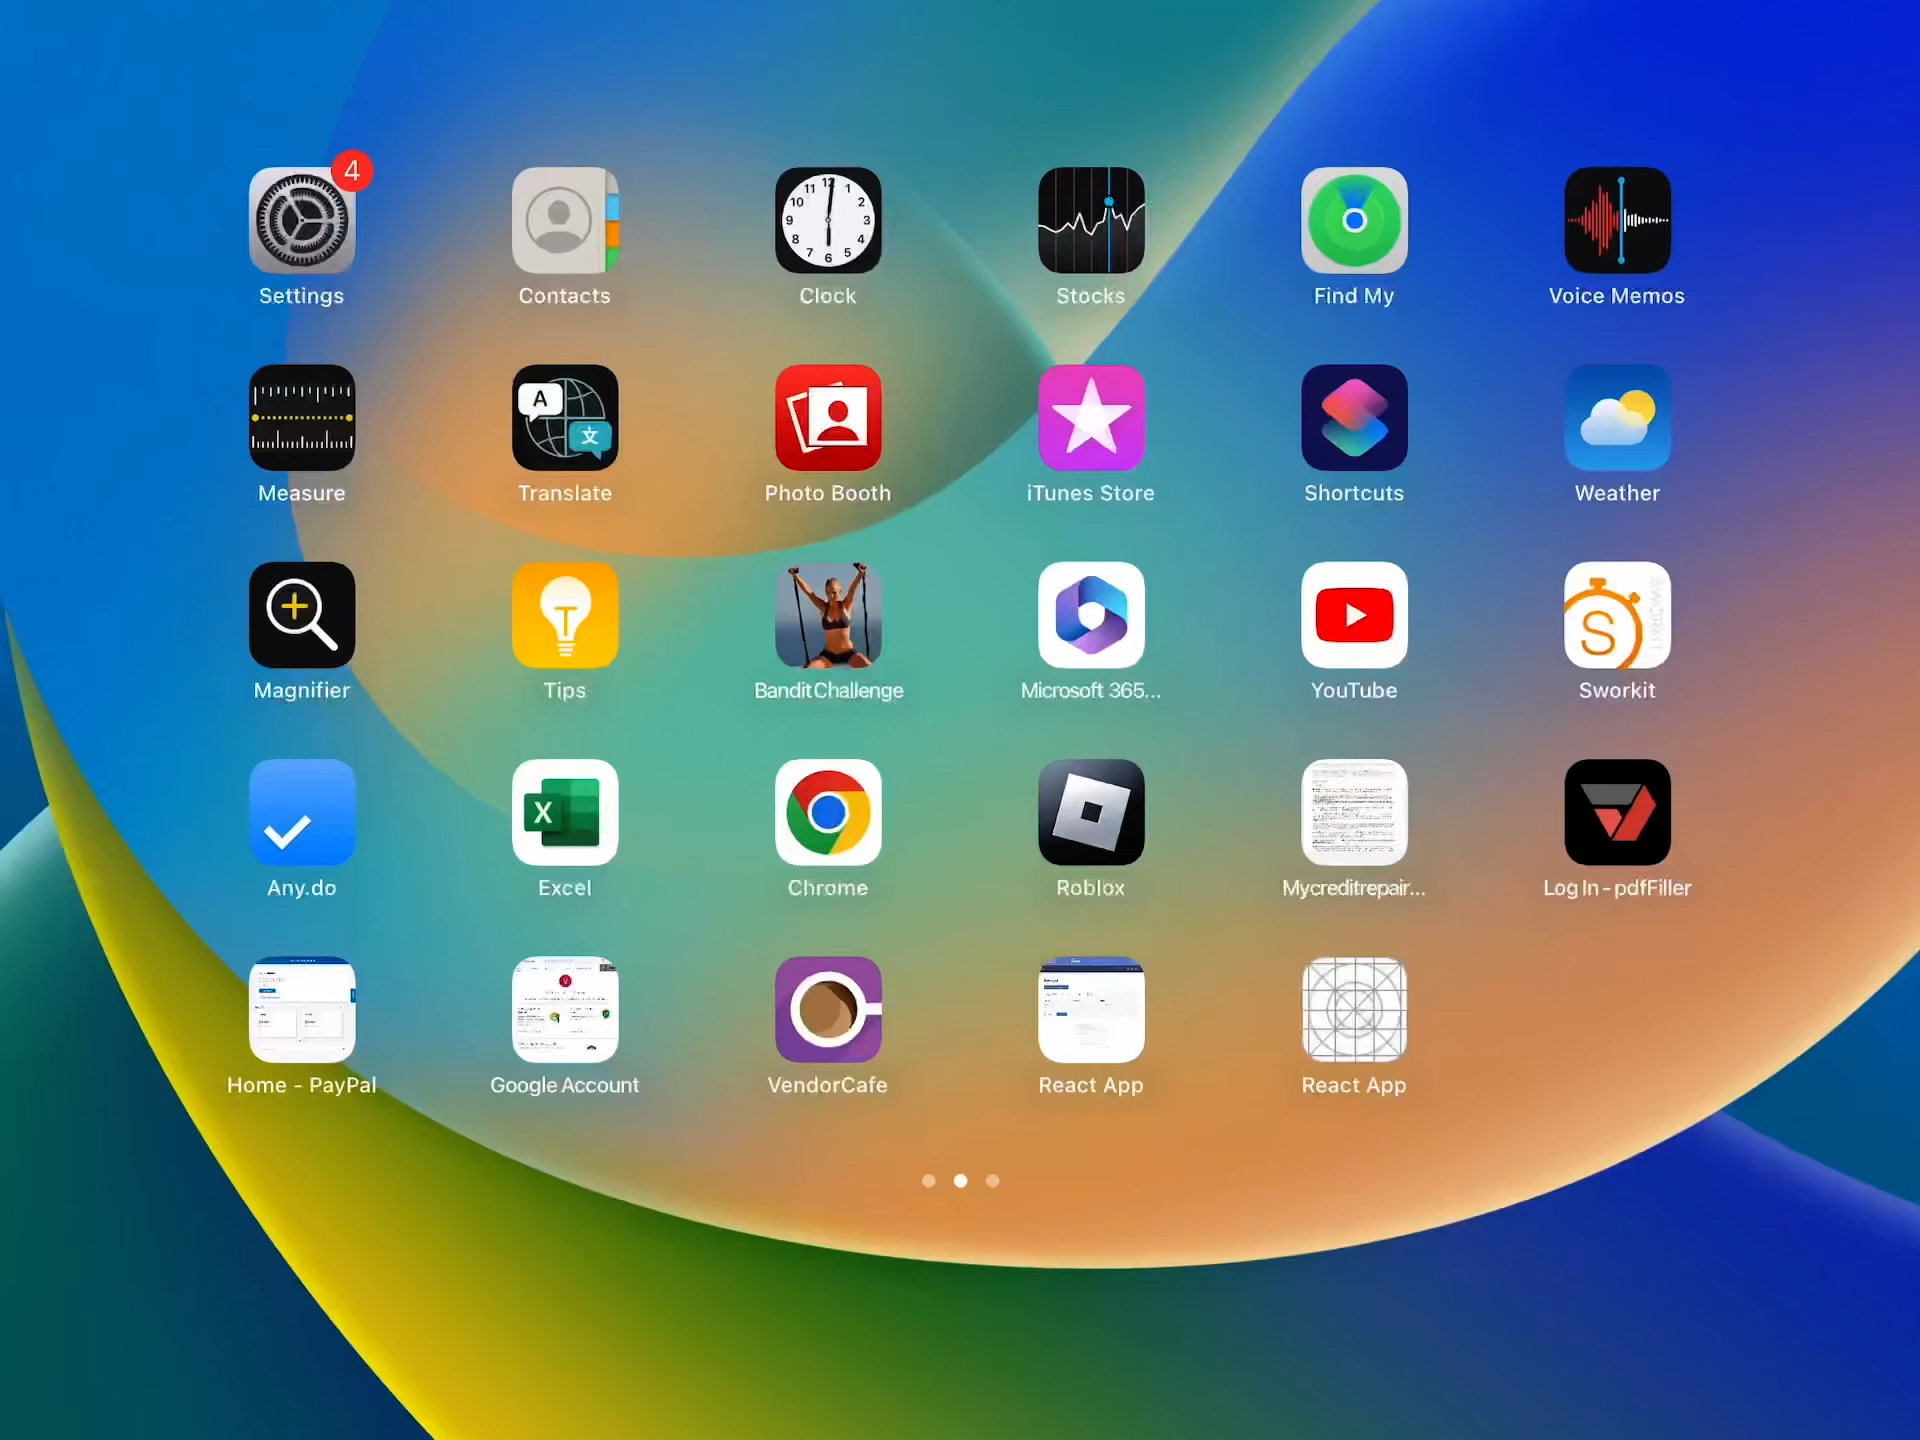 4
Settings
Contacts
Clock
Stocks
Find My
Voice Memos
Measure
Translate
Photo Booth
iTunes Store
Shortcuts
Weather
Magnifier
Tips
BanditChallenge
Microsoft 365...
YouTube
Sworkit
Any.do
Excel
Chrome
Roblox
Mycreditrepair...
Log In - pdfFiller
Home - PayPal
Google Account
VendorCafe
React App
React App